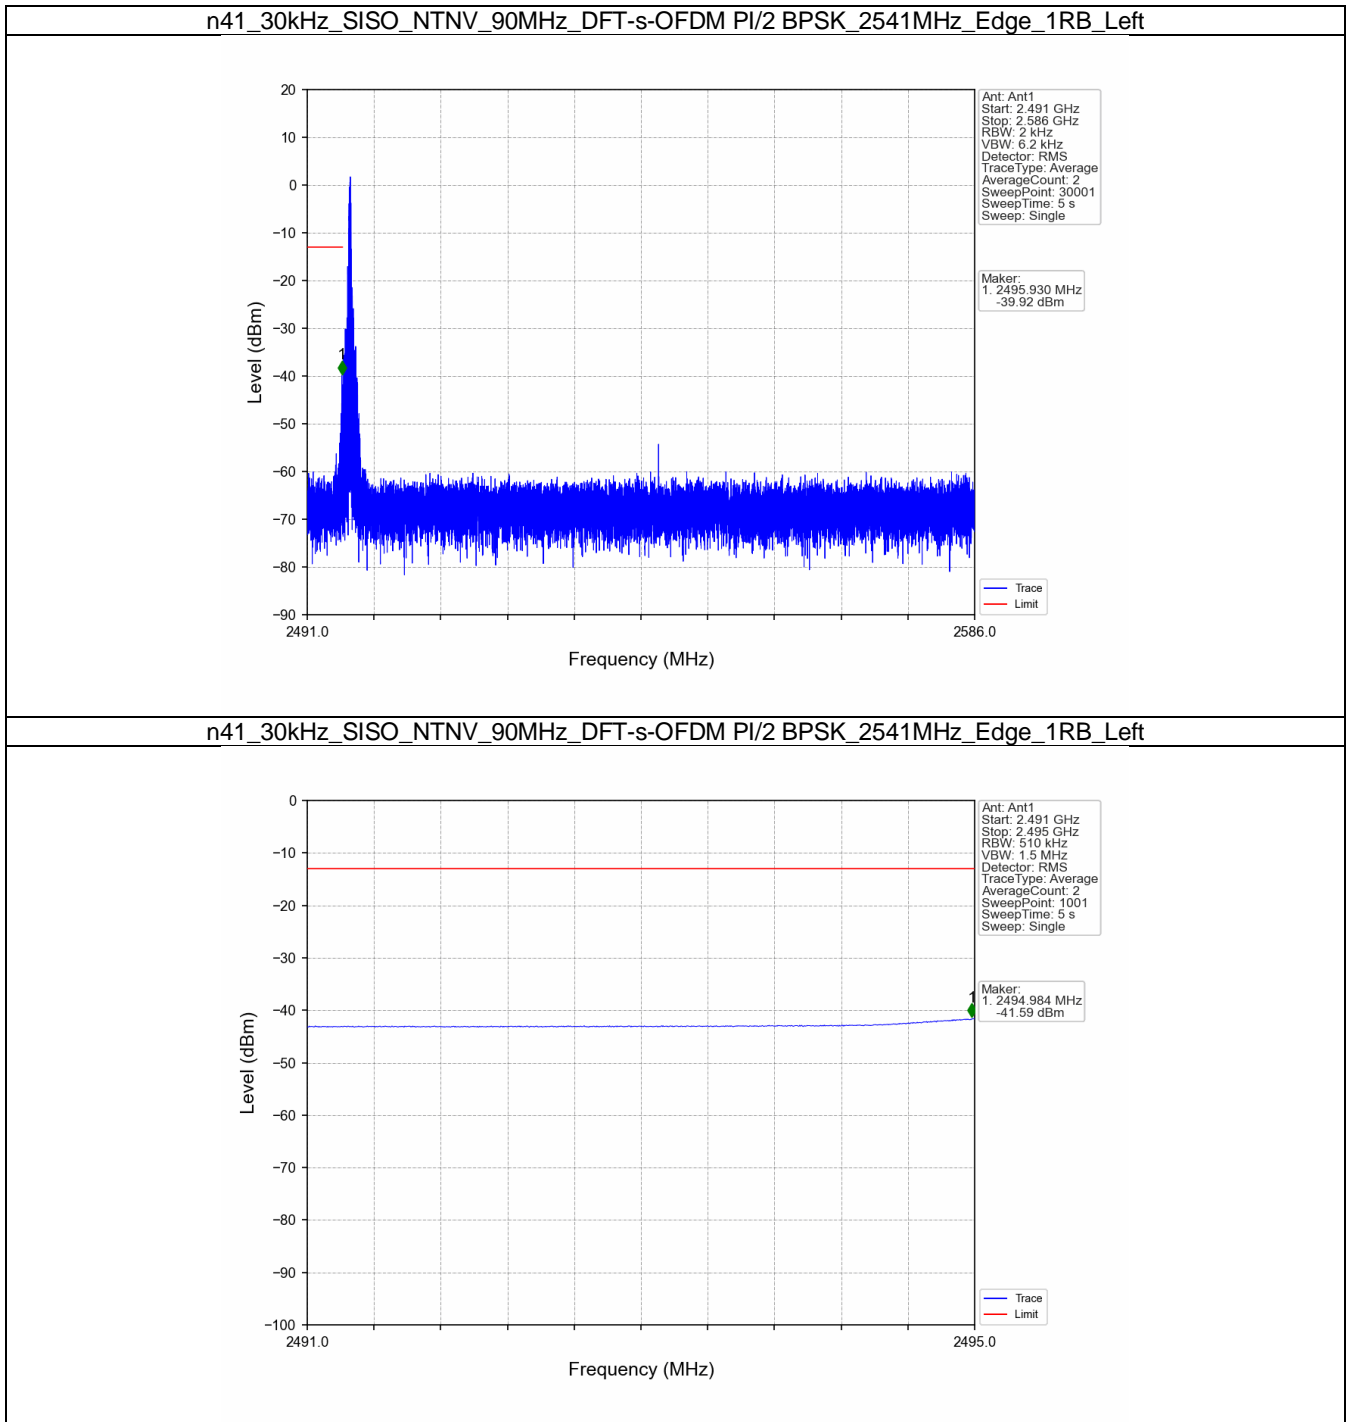 n41_30kHz_SISO_NTNV_90MHz_DFT-s-OFDM PI/2 BPSK_2541MHz_Edge_1RB_Left
20
10
0
−10
−20
−30
−40
−50
−60
−70
−80
−90
Level (dBm)
1
2491.0
2586.0
Frequency (MHz)
Ant: Ant1
Start: 2.491 GHz
Stop: 2.586 GHz
RBW: 2 kHz
VBW: 6.2 kHz
Detector: RMS
TraceType: Average
AverageCount: 2
SweepPoint: 30001
SweepTime: 5 s
Sweep: Single
Maker:
1. 2495.930 MHz
-39.92 dBm
Trace
Limit
n41_30kHz_SISO_NTNV_90MHz_DFT-s-OFDM PI/2 BPSK_2541MHz_Edge_1RB_Left
0
−10
−20
−30
−40
−50
−60
−70
−80
−90
−100
Level (dBm)
1
2491.0
2495.0
Frequency (MHz)
Ant: Ant1
Start: 2.491 GHz
Stop: 2.495 GHz
RBW: 510 kHz
VBW: 1.5 MHz
Detector: RMS
TraceType: Average
AverageCount: 2
SweepPoint: 1001
SweepTime: 5 s
Sweep: Single
Maker:
1. 2494.984 MHz
-41.59 dBm
Trace
Limit